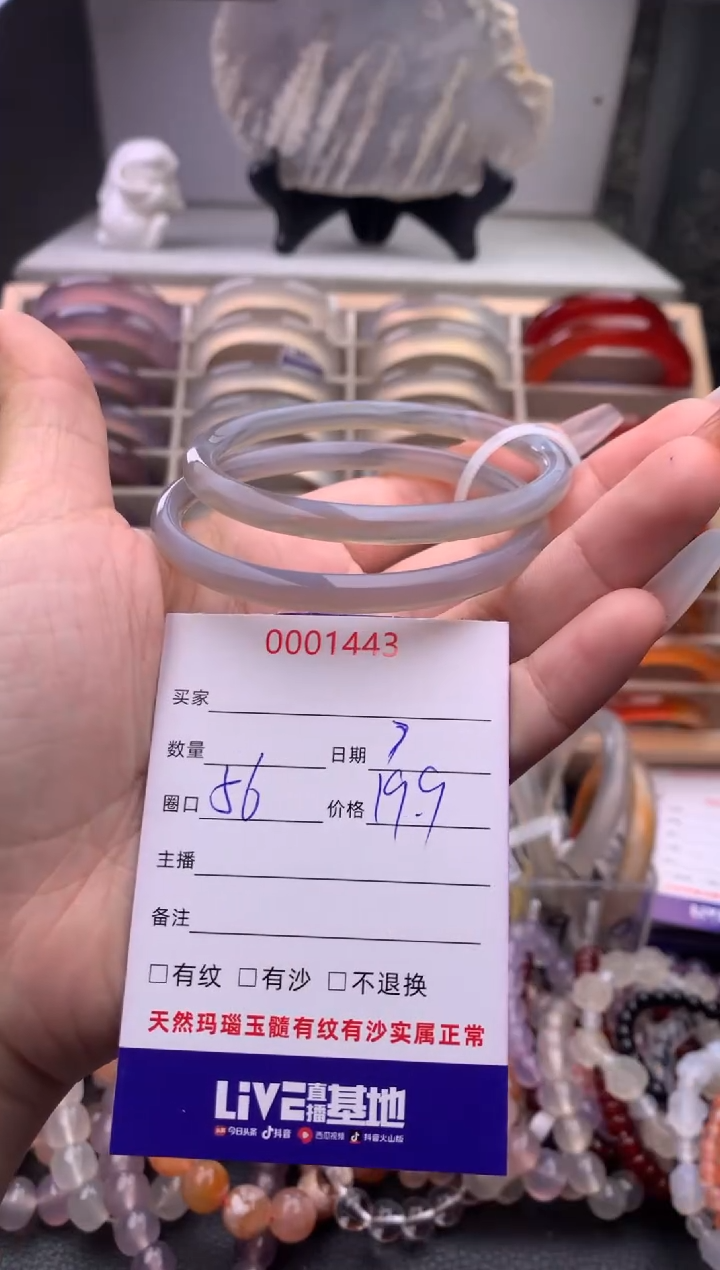 0001443
买家
数量 日期 7
圈口 56 价格 19.9
主播
备注
□有纹 □有沙 □不退换
天然玛瑙玉髓有纹有沙实属正常
LiVE直播基地
今日头条 抖音 西瓜视频 抖音火山版